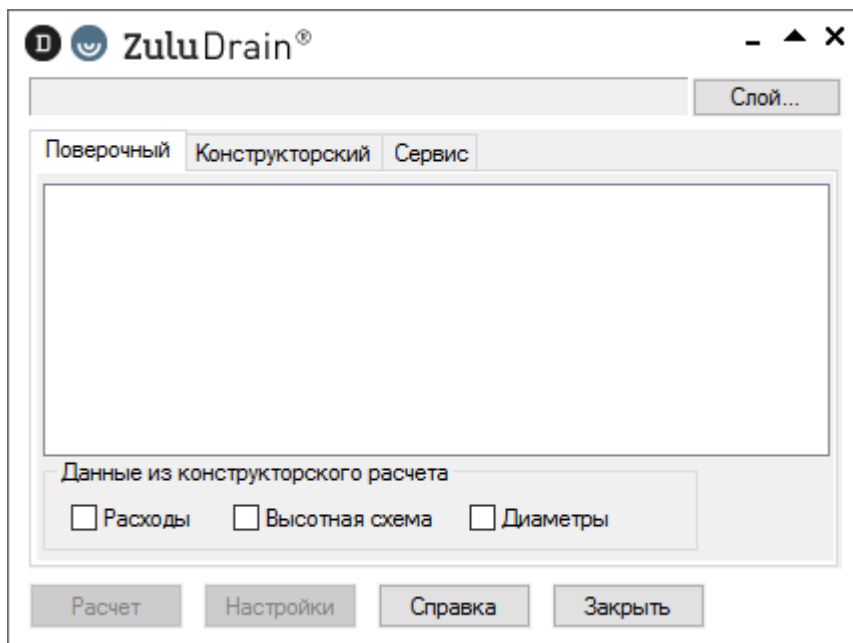 D ZuluDrain®
Слой...
Поверочный Конструкторский Сервис
Данные из конструкторского расчета
Расходы Высотная схема Диаметры
Расчет Настройки Справка Закрыть